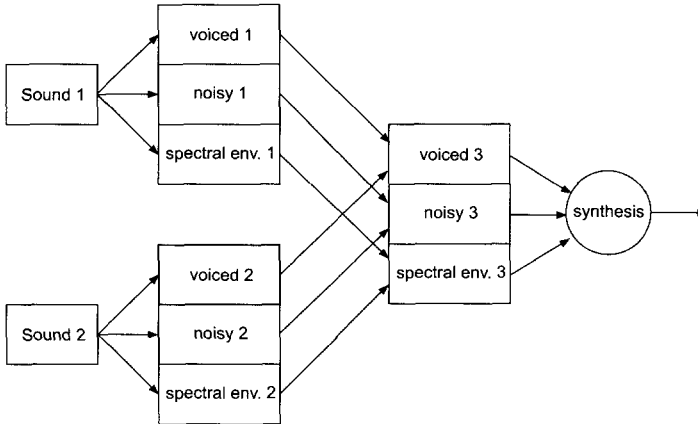 voiced 1
Sound 1
noisy 1
spectral env. 1
voiced 2
Sound 2
noisy 2
spectral env. 2
voiced 3
noisy 3
spectral env. 3
synthesis